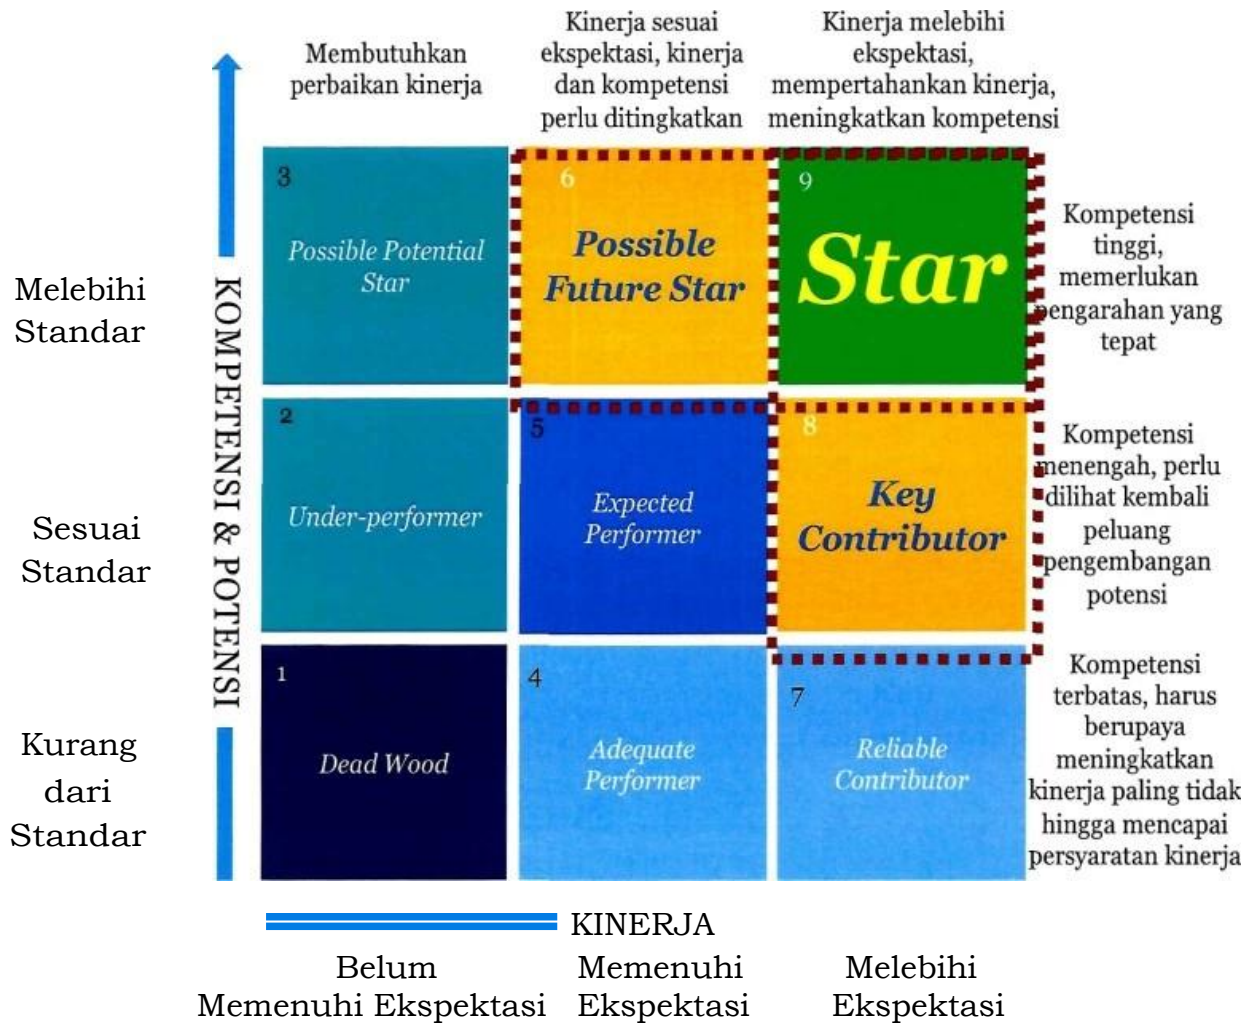 Membutuhkan
perbaikan kinerja
Kinerja sesuai
ekspektasi, kinerja
dan kompetensi
perlu ditingkatkan
Kinerja melebihi
ekspektasi,
mempertahankan kinerja,
meningkatkan kompetensi
Melebihi
Standar
Sesuai
Standar
Kurang
dari
Standar
KOMPETENSI & POTENSI
3
Possible Potential
Star
6
Possible
Future Star
9
Star
Kompetensi
tinggi,
memerlukan
pengarahan yang
tepat
2
Under-performer
5
Expected
Performer
8
Key
Contributor
Kompetensi
menengah, perlu
dilihat kembali
peluang
pengembangan
potensi
1
Dead Wood
4
Adequate
Performer
7
Reliable
Contributor
Kompetensi
terbatas, harus
berupaya
meningkatkan
kinerja paling tidak
hingga mencapai
persyaratan kinerja
KINERJA
Belum
Memenuhi Ekspektasi
Memenuhi
Ekspektasi
Melebihi
Ekspektasi